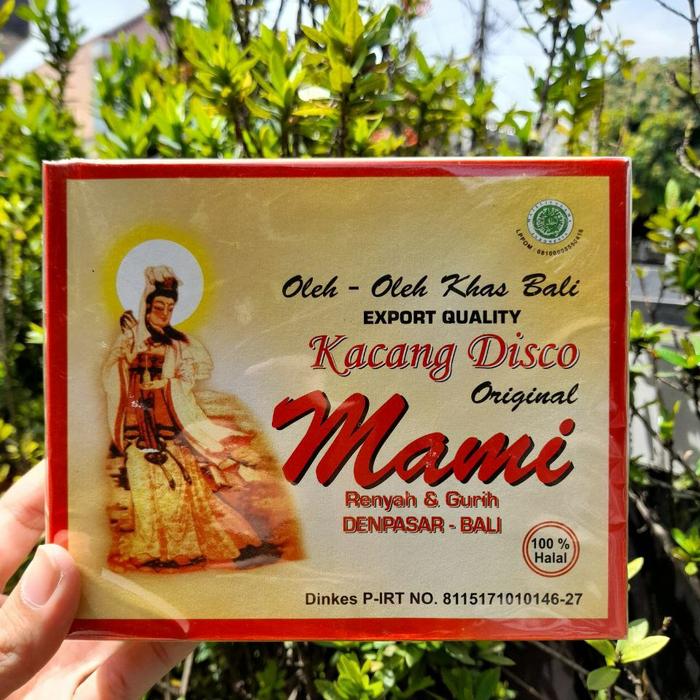 LPPOM
Oleh - Oleh Khas Bali
EXPORT QUALITY
Kacang Disco
Original
Mami
Renyah & Gurih
DENPASAR - BALI
100 %
Halal
Dinkes P-IRT NO. 8115171010146-27